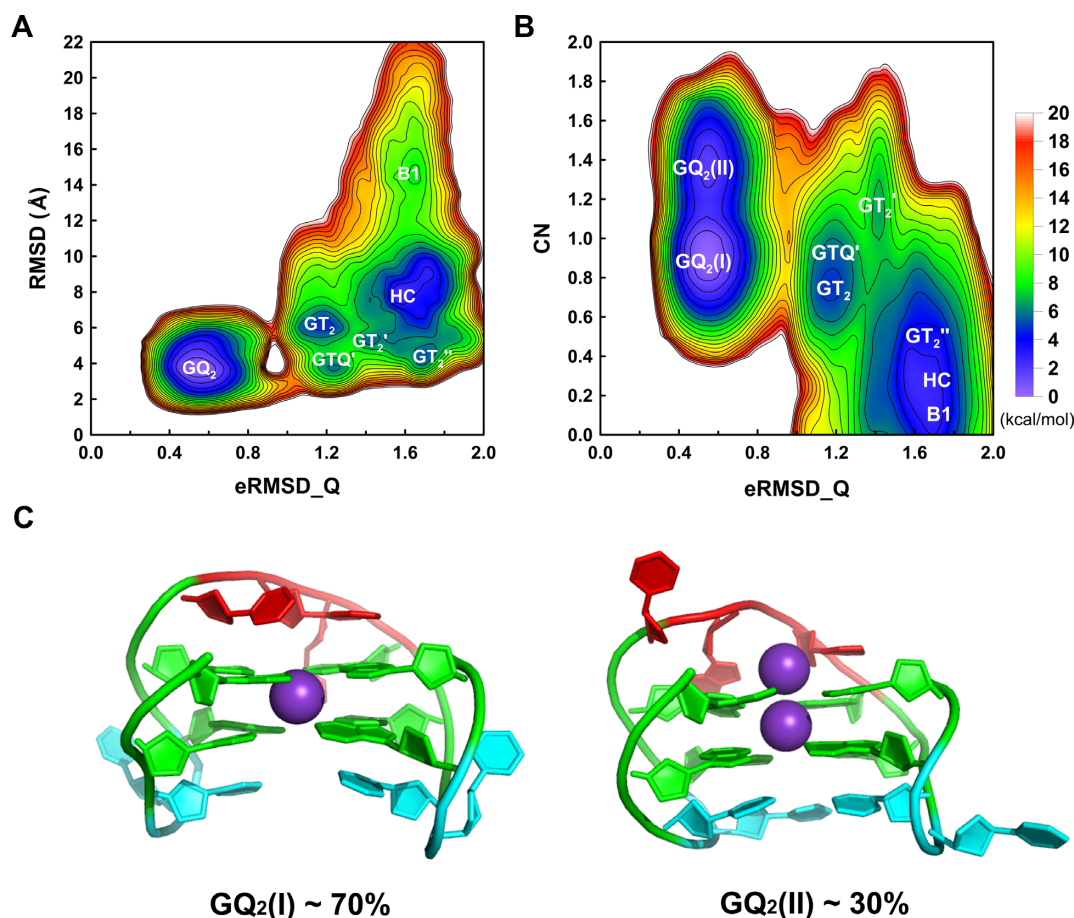 A
22
20
18
16
14
12
10
8
6
4
2
0
RMSD (Å)
0.0
0.4
0.8
1.2
1.6
2.0
eRMSD_Q
B1
HC
GT₂
GT₂'
GTQ'
GT₂''
GQ₂
B
2.0
1.8
1.6
1.4
1.2
1.0
0.8
0.6
0.4
0.2
0.0
CN
0.0
0.4
0.8
1.2
1.6
2.0
eRMSD_Q
GQ₂(II)
GT₂'
GQ₂(I)
GTQ'
GT₂
GT₂''
HC
B1
20
18
16
14
12
10
8
6
4
2
0
(kcal/mol)
C
GQ₂(I) ~ 70%
GQ₂(II) ~ 30%